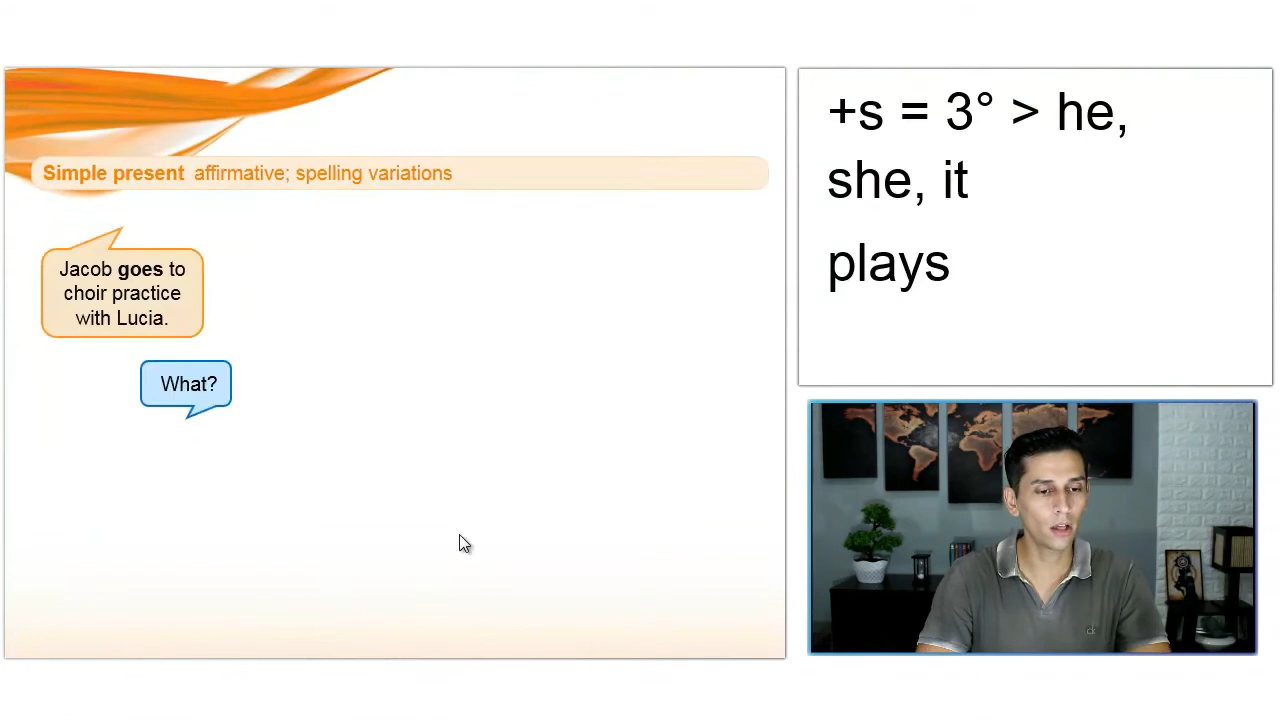 Simple present affirmative; spelling variations
Jacob goes to
choir practice
with Lucia.
What?
+s = 3° > he,
she, it
plays